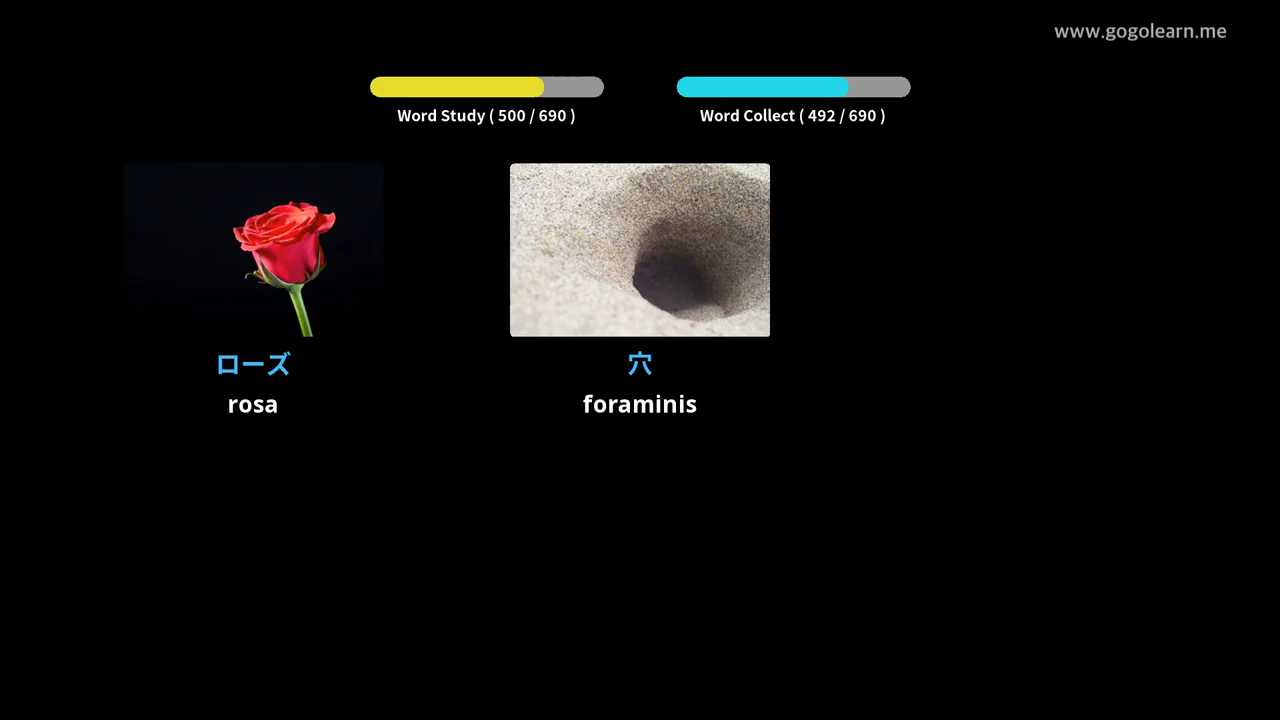 www.gogolearn.me
Word Study ( 500 / 690 )
Word Collect ( 492 / 690 )
ローズ
rosa
穴
foraminis